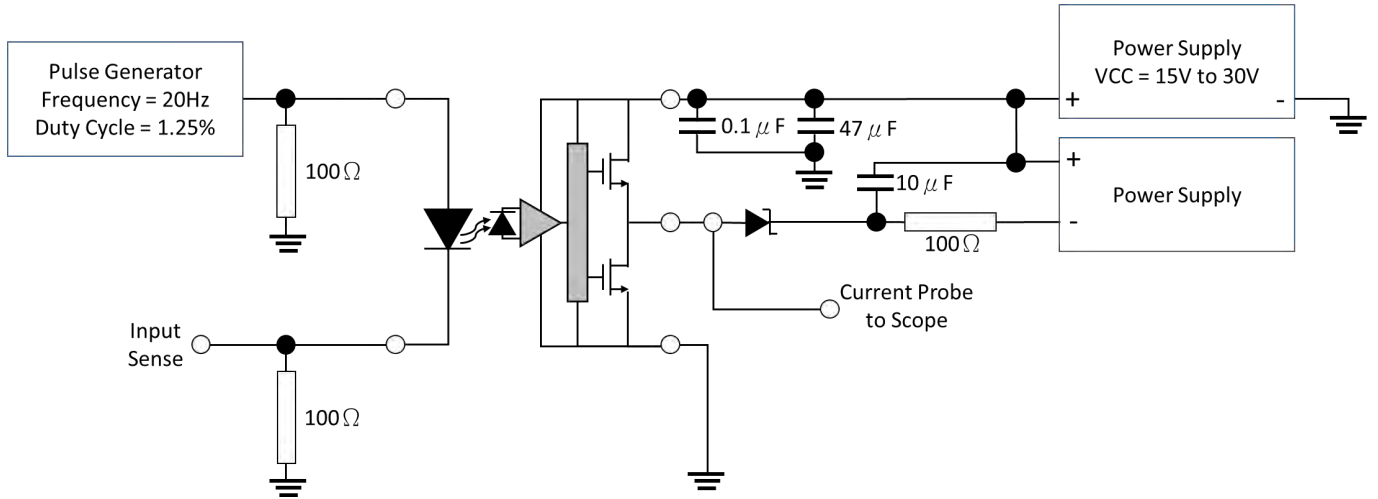 Pulse Generator
Frequency = 20Hz
Duty Cycle = 1.25%
100Ω
Input
Sense
100Ω
0.1 μF
47 μF
10 μF
100Ω
Current Probe
to Scope
Power Supply
VCC = 15V to 30V
+
-
Power Supply
+
-